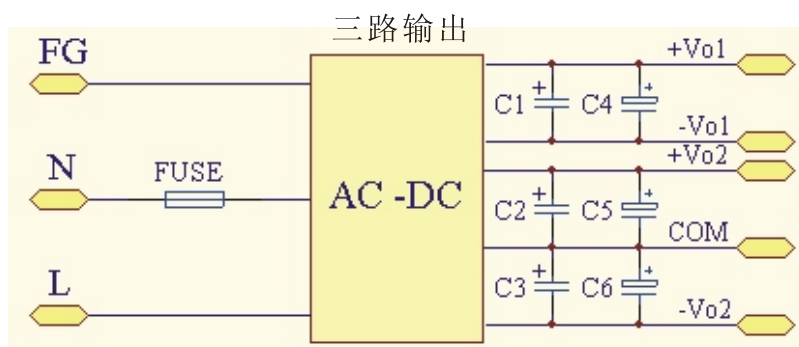 三路输出
FG
N
FUSE
L
AC -DC
+Vo1
C1
+
C4
+
-Vo1
+Vo2
C2
+
C5
+
COM
C3
+
C6
+
-Vo2